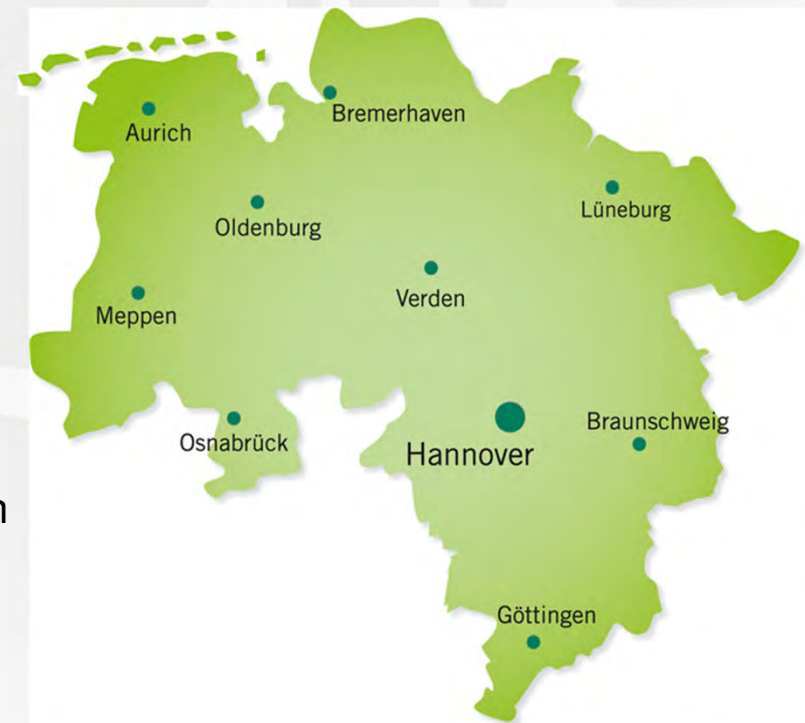 Bremerhaven
Aurich
Lüneburg
Oldenburg
Verden
Meppen
Braunschweig
Osnabrück
Hannover
n
Göttingen